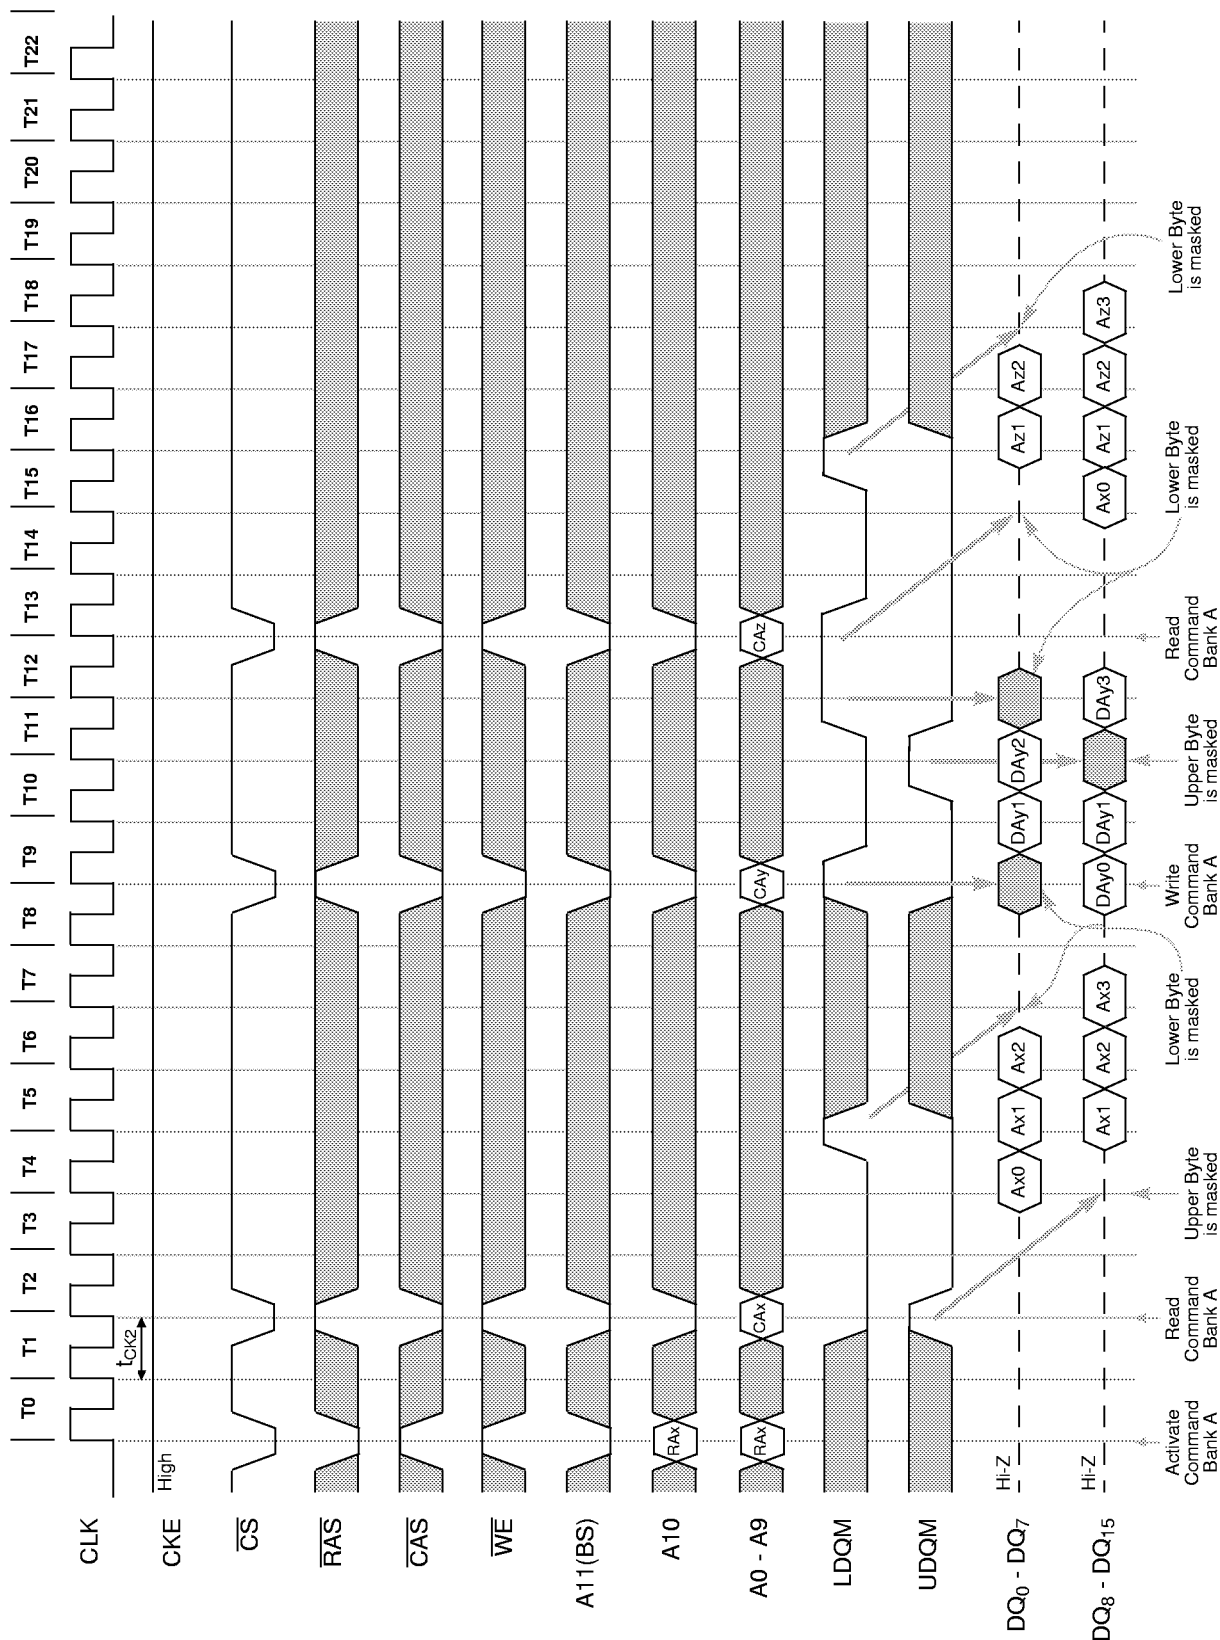 T0 T1 T2 T3 T4 T5 T6 T7 T8 T9 T10 T11 T12 T13 T14 T15 T16 T17 T18 T19 T20 T21 T22
CLK
tCK2
CKE
High
CS
RAS
CAS
WE
A11(BS)
A10
RAx
A0 - A9
RAx CAx CAy CAz
LDQM
UDQM
DQ0 - DQ7
Hi-Z
Ax0 Ax1 Ax2 DAy1 DAy2 Az1 Az2
DQ8 - DQ15
Hi-Z
Ax1 Ax2 Ax3 DAy0 DAy1 DAy3 Ax0 Az1 Az2 Az3
Activate
Command
Bank A
Read
Command
Bank A
Upper Byte
is masked
Lower Byte
is masked
Write
Command
Bank A
Upper Byte
is masked
Read
Command
Bank A
Lower Byte
is masked
Lower Byte
is masked